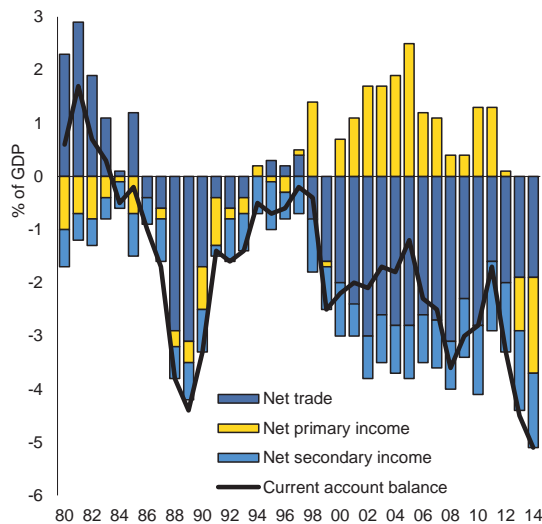 3
2
1
0
-1
-2
-3
-4
-5
-6
% of GDP
Net trade
Net primary income
Net secondary income
Current account balance
80 82 84 86 88 90 92 94 96 98 00 02 04 06 08 10 12 14